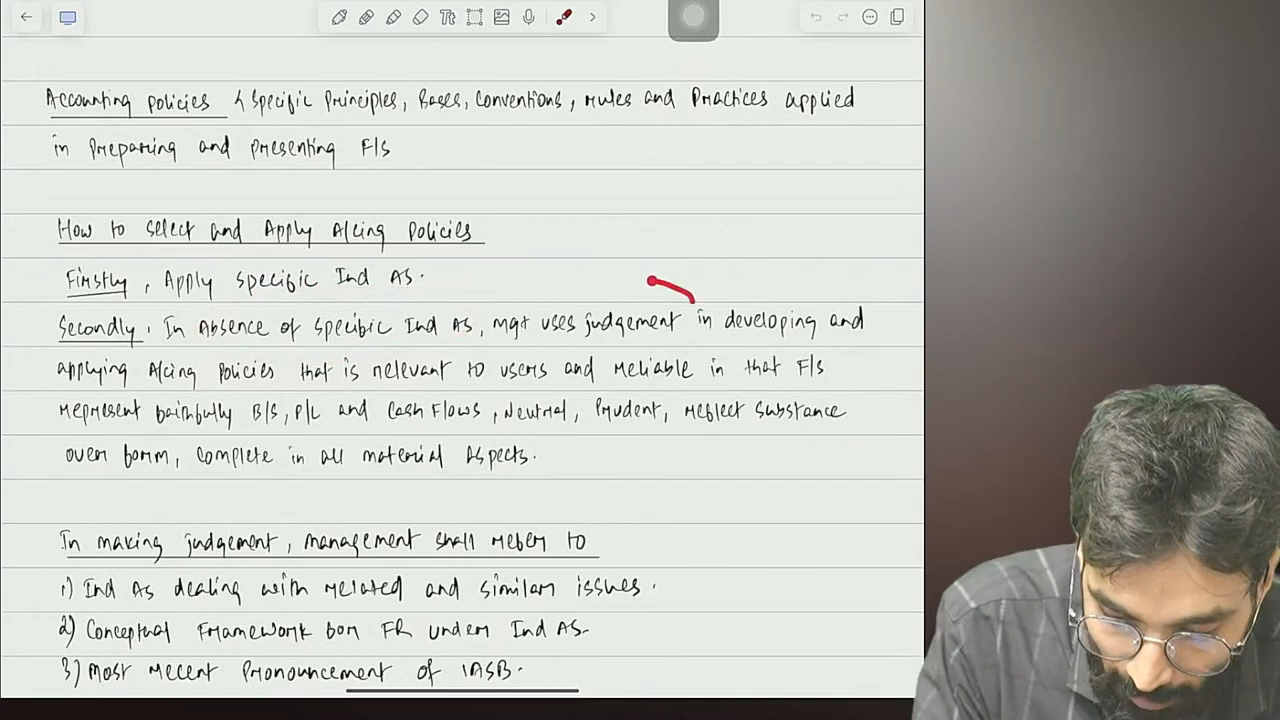 Accounting policies & Specific Principles, Bases, Conventions, rules and Practices applied
in Preparing and presenting F/s
How to select and Apply A/cing Policies
Firstly, Apply Specific Ind AS.
Secondly. In Absence of Specific Ind AS, mgt uses judgement in developing and
applying A/cing Policies that is relevant to users and reliable in that F/s
represent faithfully B/S, P/L and Cash Flows, Neutral, Prudent, reflect Substance
over form, complete in all material Aspects.
In making judgement, management shall refer to
1) Ind As dealing with related and similar issues.
2) Conceptual Framework for FR under Ind AS.
3) Most recent Pronouncement of IASB.